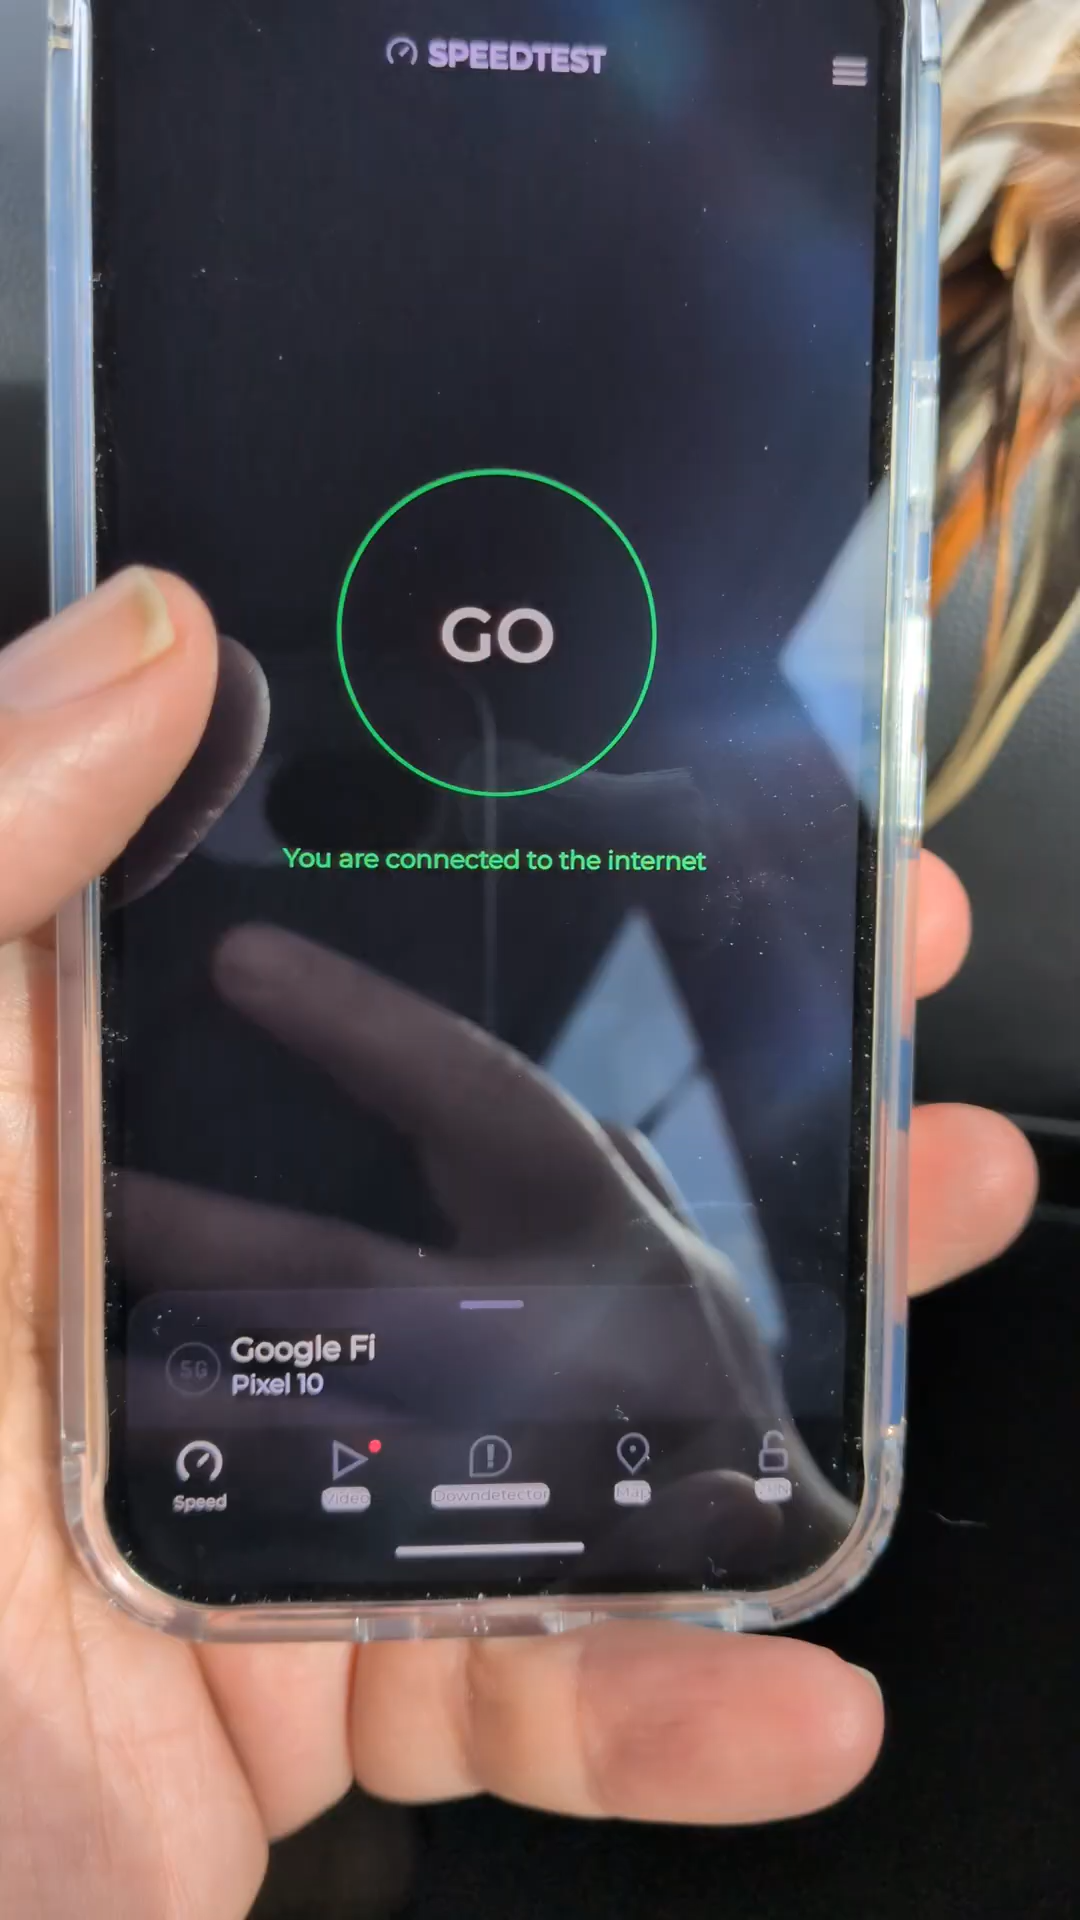 SPEEDTEST
GO
You are connected to the internet
5G
Google Fi
Pixel 10
Speed
Video
Downdetector
Map